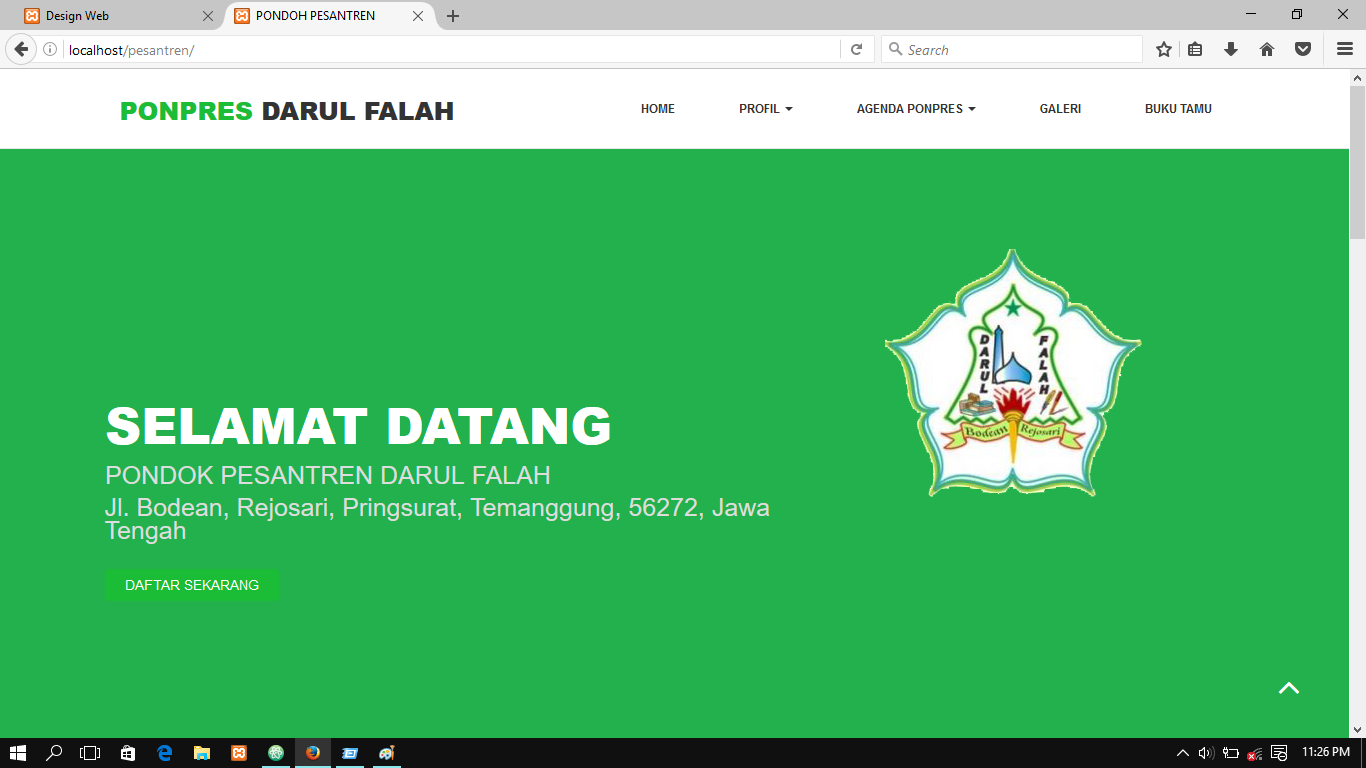 Design Web
PONDOH PESANTREN
localhost/pesantren/
Search
PONPRES DARUL FALAH
HOME
PROFIL
AGENDA PONPRES
GALERI
BUKU TAMU
DARUL
FALAH
Bodean Rejosari
SELAMAT DATANG
PONDOK PESANTREN DARUL FALAH
Jl. Bodean, Rejosari, Pringsurat, Temanggung, 56272, Jawa
Tengah
DAFTAR SEKARANG
11:26 PM